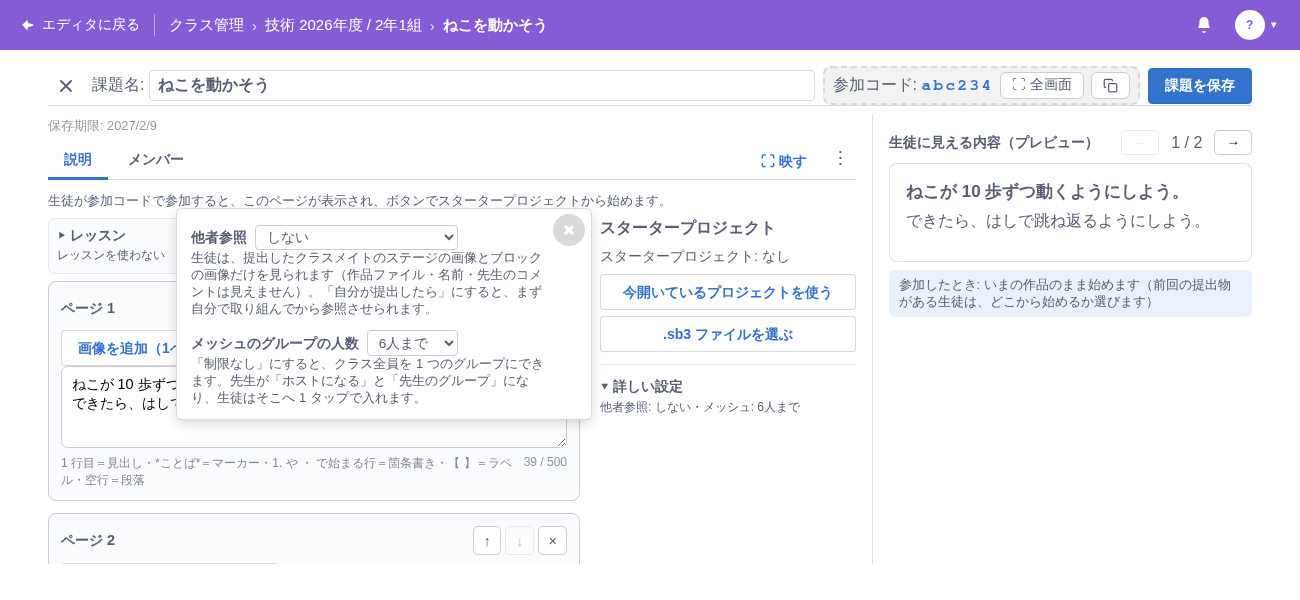 エディタに戻る
クラス管理 › 技術 2026年度 / 2年1組 › ねこを動かそう
?
課題名: ねこを動かそう
参加コード: abc234
全画面
課題を保存
保存期限: 2027/2/9
説明
メンバー
映す
生徒が参加コードで参加すると、このページが表示され、ボタンでスタータープロジェクトから始めます。
レッスン
レッスンを使わない
ページ 1
画像を追加（1ペ
ねこが 10 歩ずつ
できたら、はして
1 行目＝見出し・*ことば*＝マーカー・1. や ・ で始まる行＝箇条書き・【 】＝ラベ
ル・空行＝段落
39 / 500
ページ 2
↑ ↓ ×
他者参照 しない
生徒は、提出したクラスメイトのステージの画像とブロック
の画像だけを見られます（作品ファイル・名前・先生のコメ
ントは見えません）。「自分が提出したら」にすると、まず
自分で取り組んでから参照させられます。
メッシュのグループの人数 6人まで
「制限なし」にすると、クラス全員を 1 つのグループにでき
ます。先生が「ホストになる」と「先生のグループ」にな
り、生徒はそこへ 1 タップで入れます。
スタータープロジェクト
スタータープロジェクト: なし
今開いているプロジェクトを使う
.sb3 ファイルを選ぶ
詳しい設定
他者参照: しない・メッシュ: 6人まで
生徒に見える内容（プレビュー）
← 1 / 2 →
ねこが 10 歩ずつ動くようにしよう。
できたら、はしで跳ね返るようにしよう。
参加したとき: いまの作品のまま始めます（前回の提出物
がある生徒は、どこから始めるか選びます）